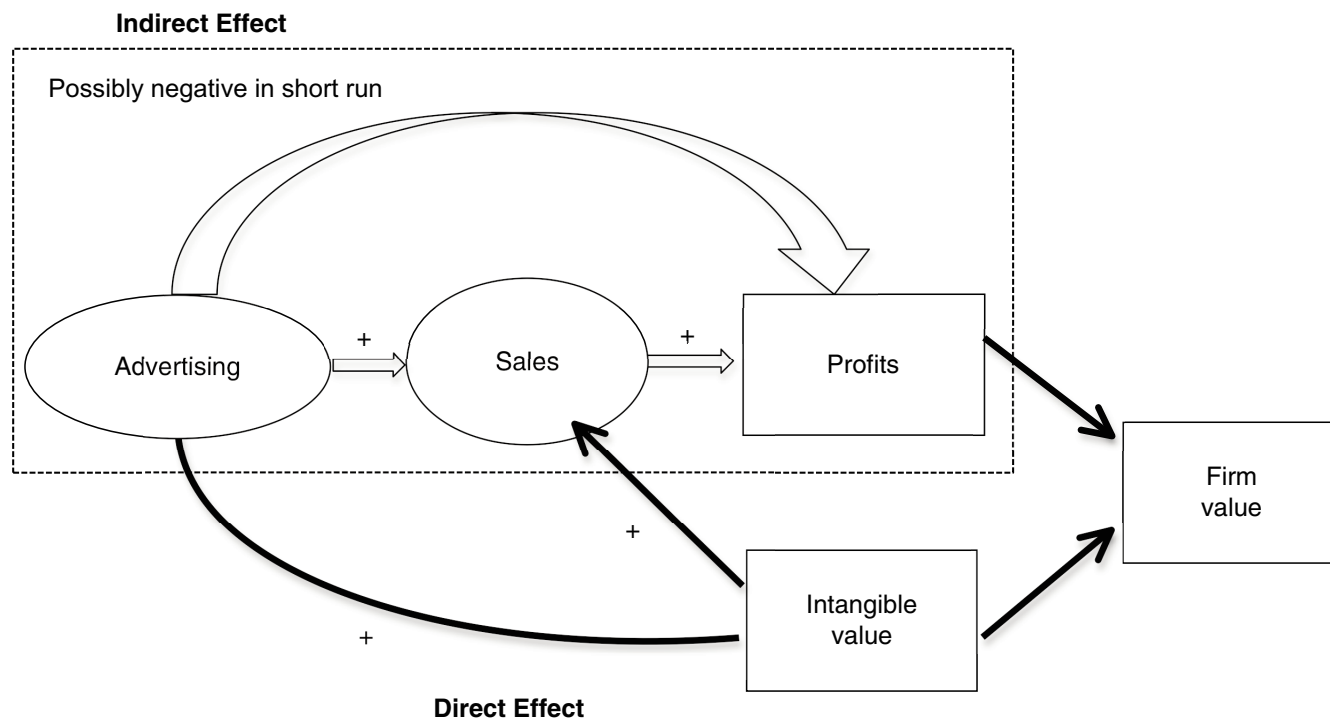 Indirect Effect
Possibly negative in short run
+
+
Advertising
Sales
Profits
Firm
value
+
Intangible
value
+
Direct Effect